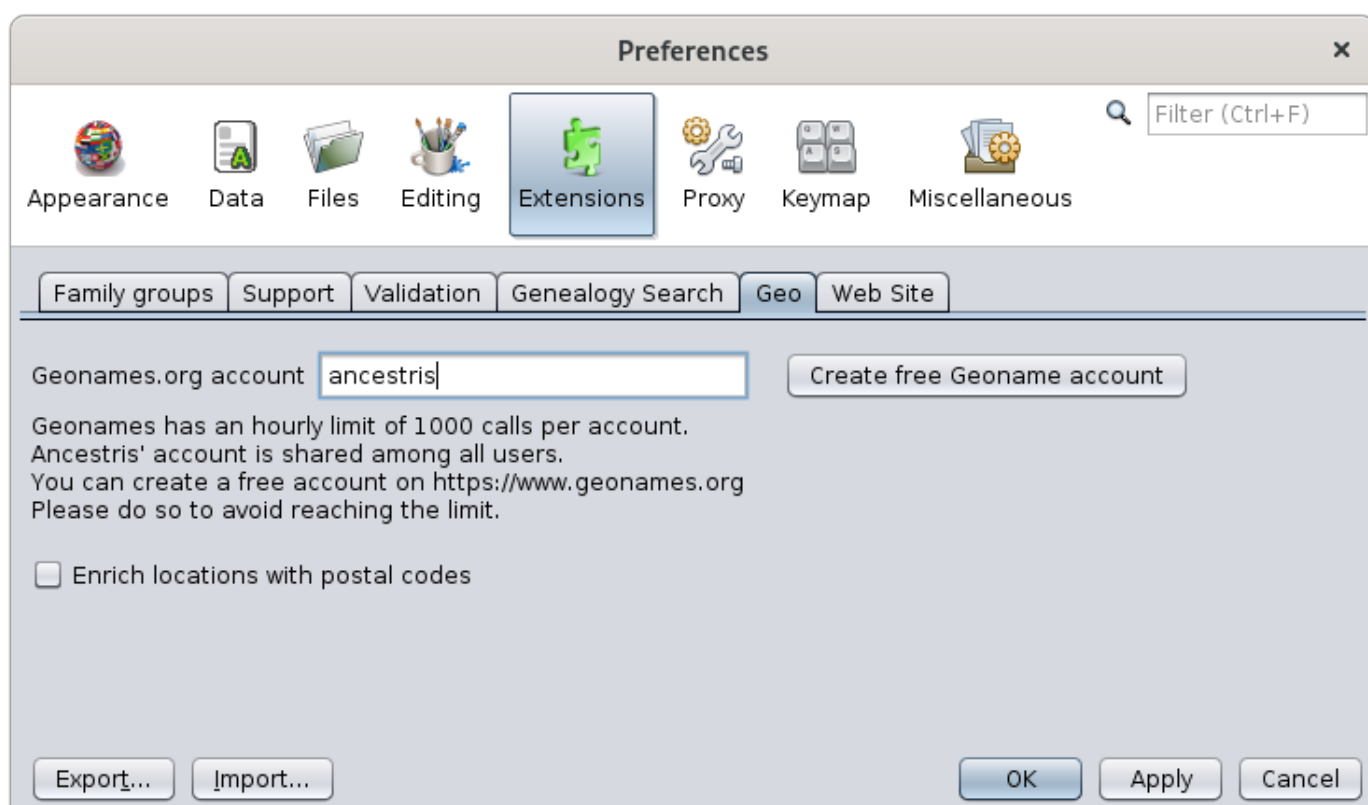 Preferences
Filter (Ctrl+F)
Appearance Data Files Editing Extensions Proxy Keymap Miscellaneous
Family groups Support Validation Genealogy Search Geo Web Site
Geonames.org account ancestris Create free Geoname account
Geonames has an hourly limit of 1000 calls per account.
Ancestris' account is shared among all users.
You can create a free account on https://www.geonames.org
Please do so to avoid reaching the limit.
Enrich locations with postal codes
Export... Import... OK Apply Cancel